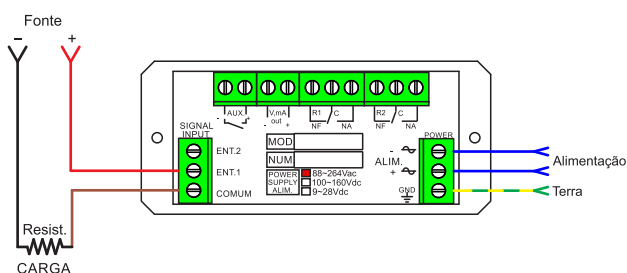 Fonte
- +
AUX. V,mA R1 C R2 C
- + - out + NF NA NF NA
SIGNAL
INPUT
POWER
ENT.2
ENT.1
COMUM
MOD
NUM
POWER
SUPPLY
ALIM.
88~264Vac
100~160Vdc
9~28Vdc
-
ALIM.
+
GND
Alimentação
Terra
Resist.
CARGA